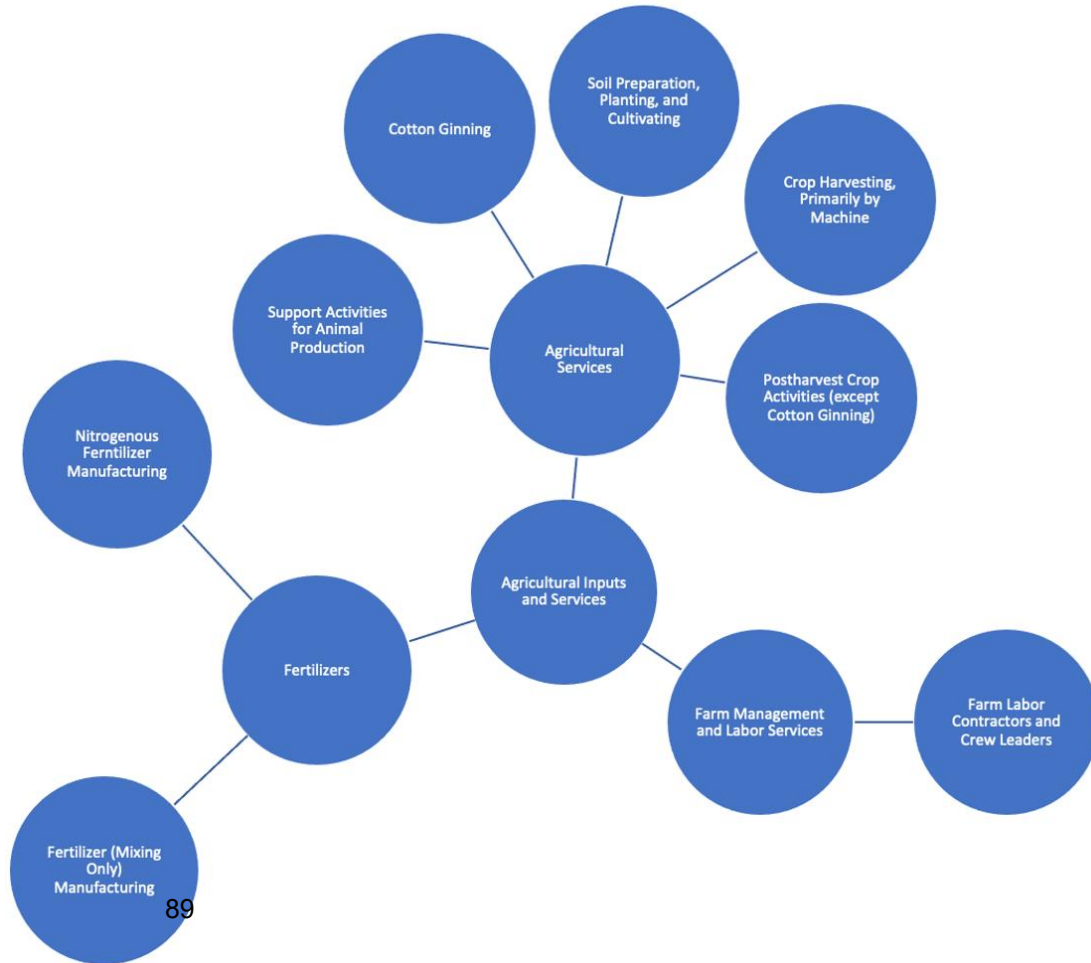 Soil Preparation,
Planting, and
Cultivating
Cotton Ginning
Crop Harvesting,
Primarily by
Machine
Support Activities
for Animal
Production
Agricultural
Services
Postharvest Crop
Activities (except
Cotton Ginning)
Nitrogenous
Ferntilizer
Manufacturing
Agricultural Inputs
and Services
Fertilizers
Farm Management
and Labor Services
Farm Labor
Contractors and
Crew Leaders
Fertilizer (Mixing
Only)
Manufacturing
89